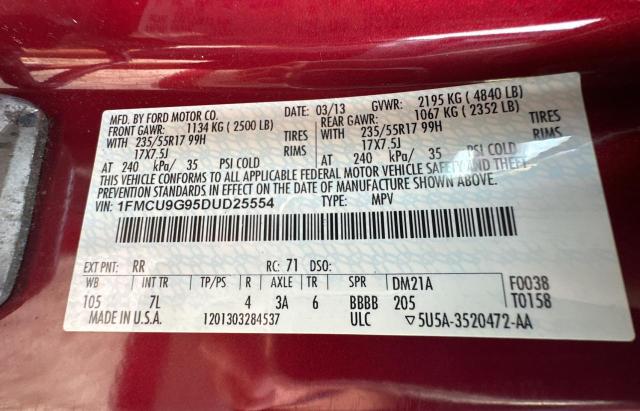 MFD. BY FORD MOTOR CO.
DATE: 03/13 GVWR: 2195 KG ( 4840 LB)
FRONT GAWR: 1134 KG ( 2500 LB) REAR GAWR: 1067 KG ( 2352 LB)
WITH 235/55R17 99H TIRES WITH 235/55R17 99H TIRES
17X7.5J RIMS 17X7.5J RIMS
AT 240 kPa/ 35 PSI COLD AT 240 kPa/ 35 PSI COLD
THIS VEHICLE CONFORMS TO ALL APPLICABLE FEDERAL MOTOR VEHICLE SAFETY AND THEFT
PREVENTION STANDARDS IN EFFECT ON THE DATE OF MANUFACTURE SHOWN ABOVE.
VIN: 1FMCU9G95DUD25554 TYPE: MPV
EXT PNT: RR RC: 71 DSO:
WB INT TR TP/PS R AXLE TR SPR DM21A F0038
105 7L 4 3A 6 BBBB 205 T0158
MADE IN U.S.A. 1201303284537 ULC ▽5U5A-3520472-AA